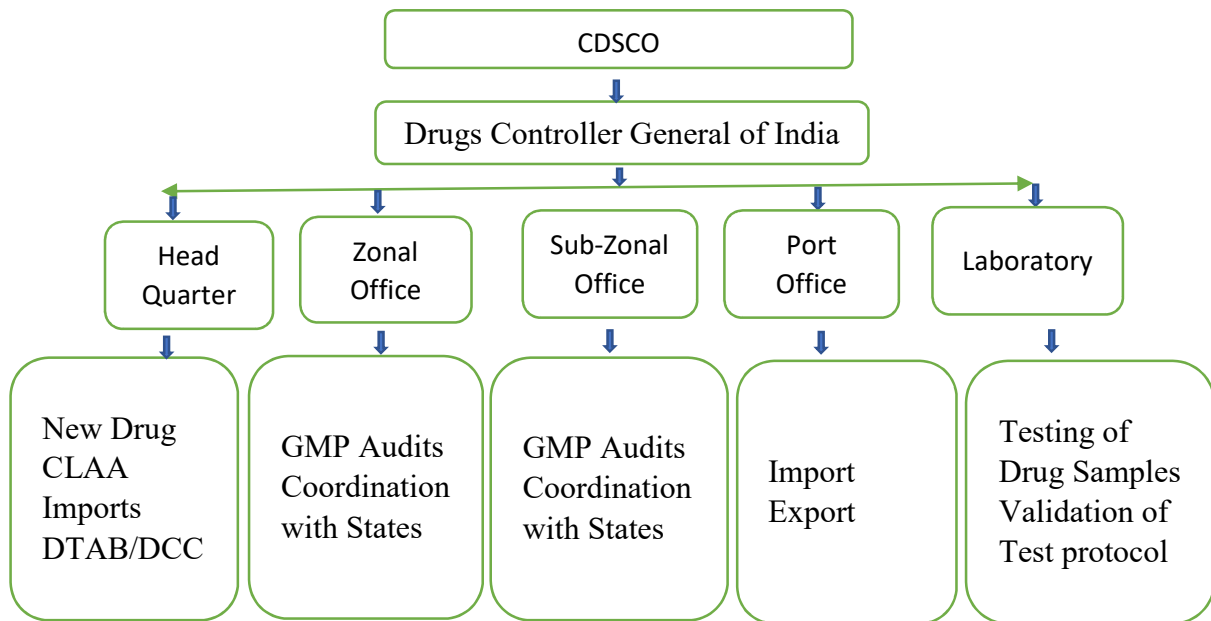 CDSCO
Drugs Controller General of India
Head
Quarter
Zonal
Office
Sub-Zonal
Office
Port
Office
Laboratory
New Drug
CLAA
Imports
DTAB/DCC
GMP Audits
Coordination
with States
GMP Audits
Coordination
with States
Import
Export
Testing of
Drug Samples
Validation of
Test protocol